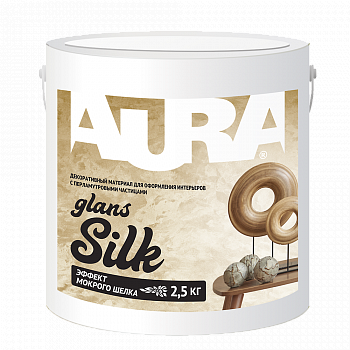 AURA
®
ДЕКОРАТИВНЫЙ МАТЕРИАЛ ДЛЯ ОФОРМЛЕНИЯ ИНТЕРЬЕРОВ
С ПЕРЛАМУТРОВЫМИ ЧАСТИЦАМИ
glans
Silk
ЭФФЕКТ
МОКРОГО ШЕЛКА
2,5 КГ